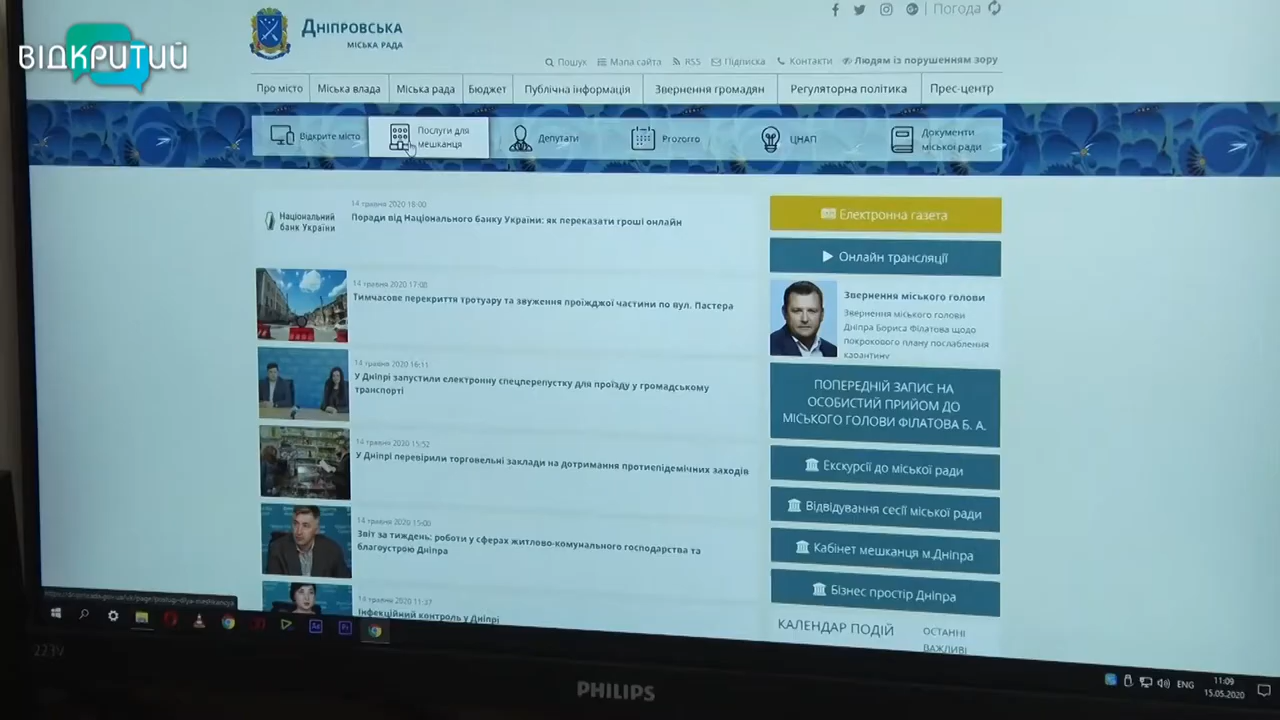 ВІДКРИТИЙ
ДНІПРОВСЬКА
МІСЬКА РАДА
Погода
Пошук
Мапа сайта
RSS
Підписка
Контакти
Людям із порушенням зору
Про місто
Міська влада
Міська рада
Бюджет
Публічна інформація
Звернення громадян
Регуляторна політика
Прес-центр
Відкрите місто
Послуги для
мешканця
Депутати
Prozorro
ЦНАП
Документи
міської ради
Національний
банк України
14 травня 2020 18:00
Поради від Національного банку України: як переказати гроші онлайн
14 травня 2020 17:08
Тимчасове перекриття тротуару та звуження проїжджої частини по вул. Пастера
14 травня 2020 16:11
У Дніпрі запустили електронну спецперепустку для проїзду у громадському
транспорті
14 травня 2020 15:52
У Дніпрі перевірили торговельні заклади на дотримання протиепідемічних заходів
14 травня 2020 15:00
Звіт за тиждень: роботи у сферах житлово-комунального господарства та
благоустрою Дніпра
14 травня 2020 11:37
Інфекційний контроль у Дніпрі
Електронна газета
Онлайн трансляції
Звернення міського голови
Звернення міського голови
Дніпра Бориса Філатова щодо
покрокового плану послаблення
карантину
ПОПЕРЕДНІЙ ЗАПИС НА
ОСОБИСТИЙ ПРИЙОМ ДО
МІСЬКОГО ГОЛОВИ ФІЛАТОВА Б. А.
Екскурсії до міської ради
Відвідування сесії міської ради
Кабінет мешканця м.Дніпра
Бізнес простір Дніпра
КАЛЕНДАР ПОДІЙ
ОСТАННІ
ВАЖЛИВІ
ENG
11:09
15.05.2020
223V
PHILIPS